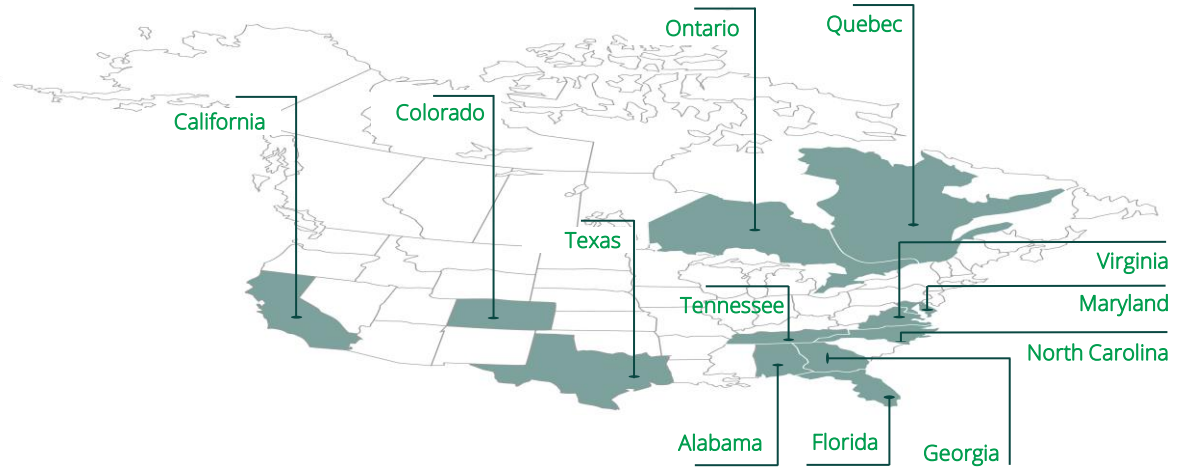 Ontario
Quebec
California
Colorado
Texas
Virginia
Tennessee
Maryland
North Carolina
Alabama
Florida
Georgia